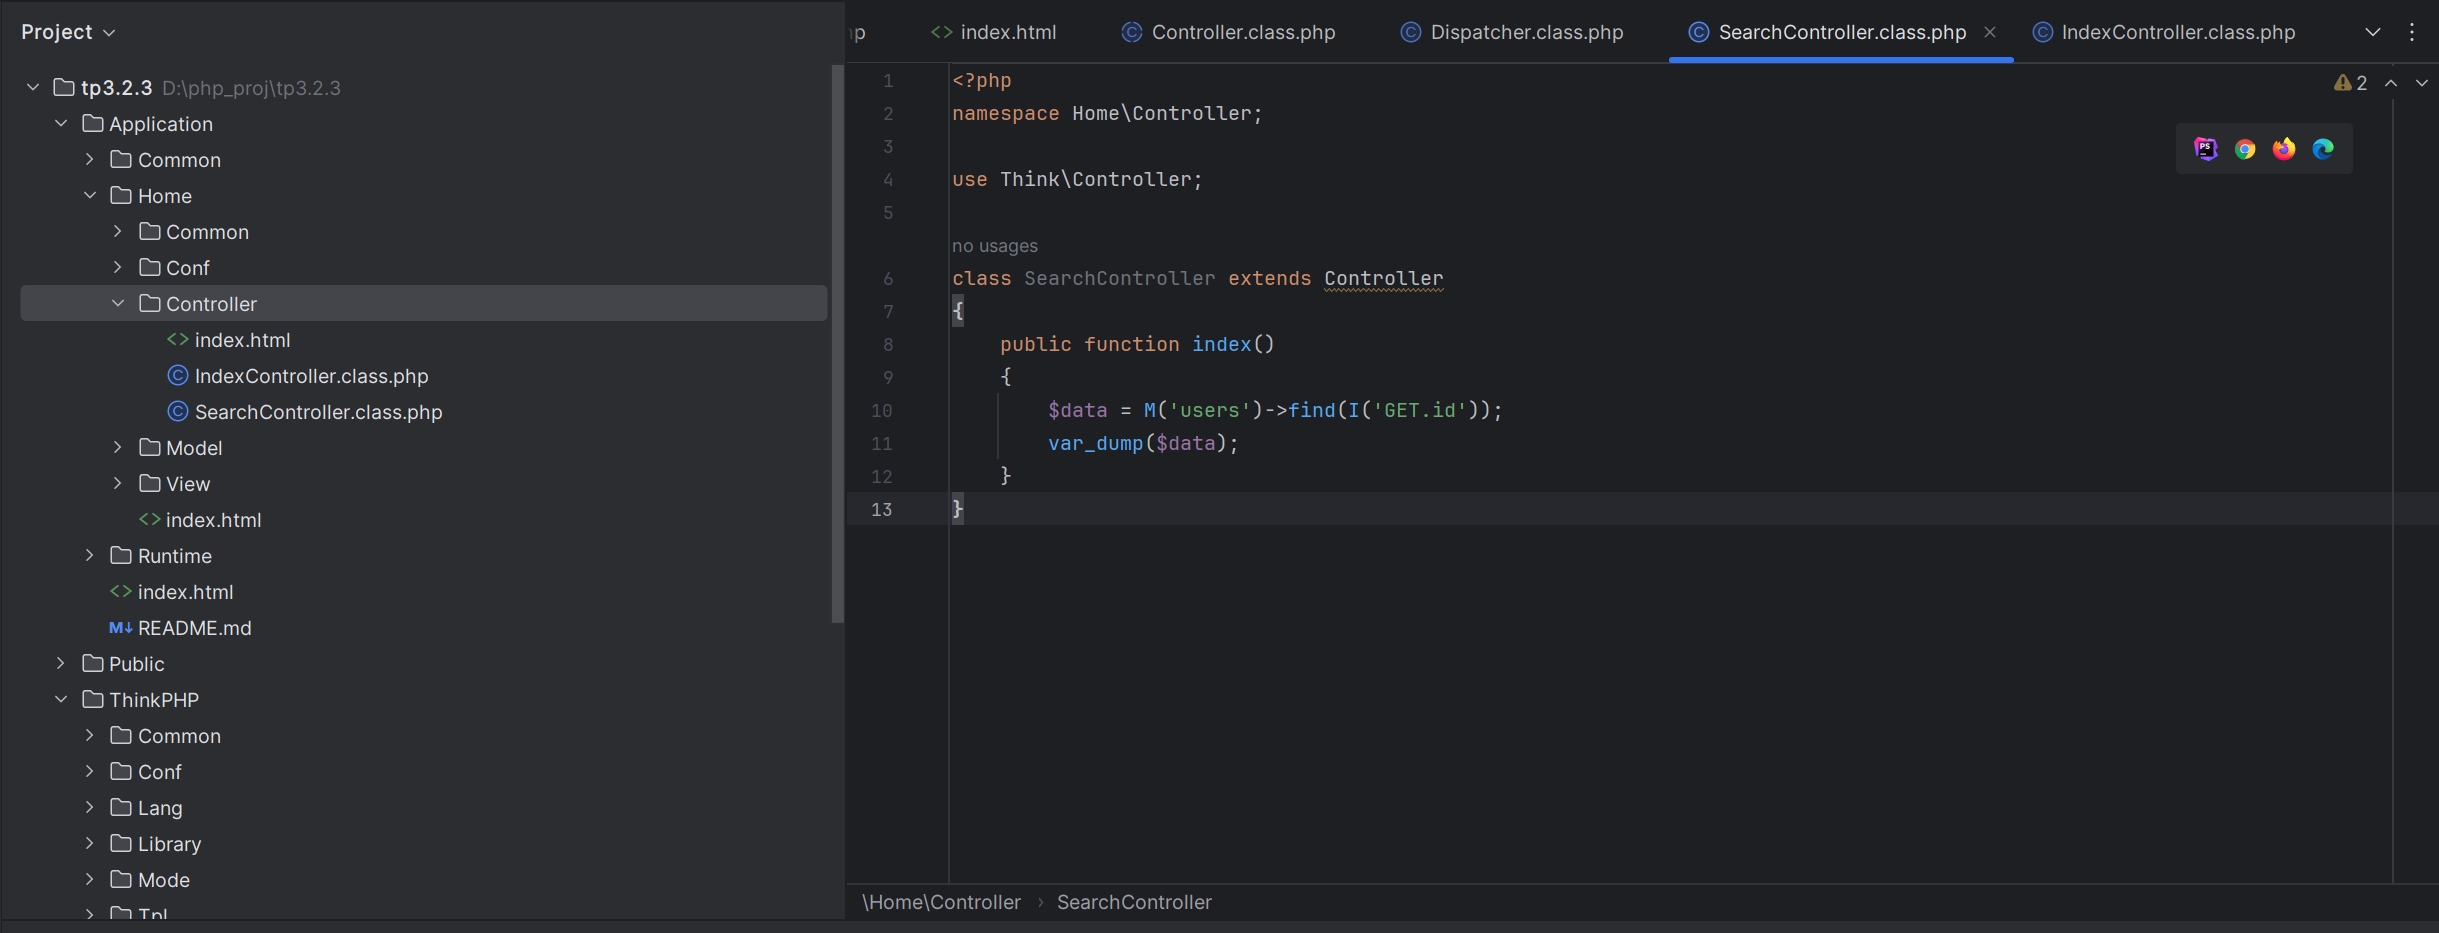 Project
tp3.2.3 D:\php_proj\tp3.2.3
Application
Common
Home
Common
Conf
Controller
index.html
IndexController.class.php
SearchController.class.php
Model
View
index.html
Runtime
index.html
M↓ README.md
Public
ThinkPHP
Common
Conf
Lang
Library
Mode
Tpl
index.html
Controller.class.php
Dispatcher.class.php
SearchController.class.php
IndexController.class.php
2
1 <?php
2 namespace Home\Controller;
3
4 use Think\Controller;
5
no usages
6 class SearchController extends Controller
7 {
8     public function index()
9     {
10         $data = M('users')->find(I('GET.id'));
11         var_dump($data);
12     }
13 }
PS
\Home\Controller › SearchController